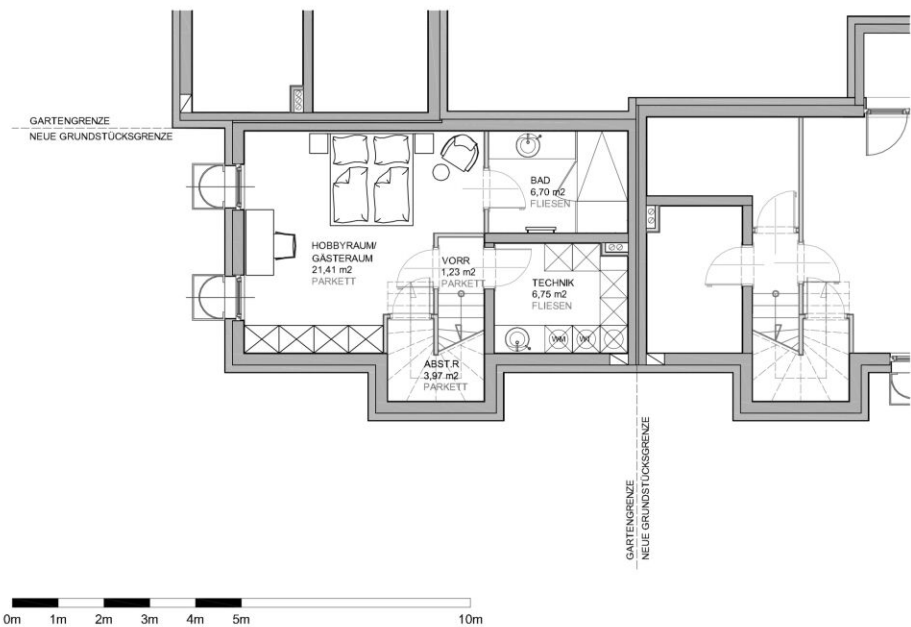 GARTENGRENZE
NEUE GRUNDSTÜCKSGRENZE
BAD
6,70 m2
FLIESEN
HOBBYRAUM/
GÄSTERAUM
21,41 m2
PARKETT
VORR
1,23 m2
PARKETT
TECHNIK
6,75 m2
FLIESEN
WM
WT
ABST.R
3,97 m2
PARKETT
GARTENGRENZE
NEUE GRUNDSTÜCKSGRENZE
0m 1m 2m 3m 4m 5m 10m